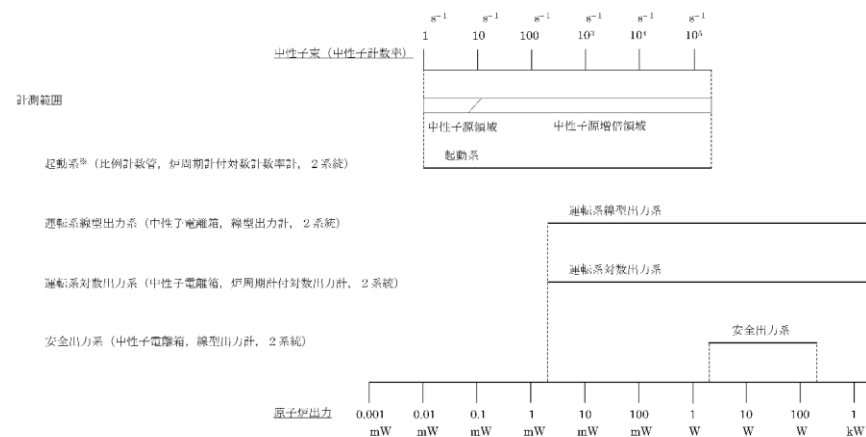 s⁻¹ s⁻¹ s⁻¹ s⁻¹ s⁻¹ s⁻¹
中性子束（中性子計数率） 1 10 100 10³ 10⁴ 10⁵
計測範囲
中性子源領域 中性子源増倍領域
起動系※（比例計数管，炉周期計付対数計数率計，２系統） 起動系
運転系線型出力系（中性子電離箱，線型出力計，２系統） 運転系線型出力系
運転系対数出力系（中性子電離箱，炉周期計付対数出力計，２系統） 運転系対数出力系
安全出力系（中性子電離箱，線型出力計，２系統） 安全出力系
原子炉出力 0.001 0.01 0.1 1 10 100 1 10 100 1
mW mW mW mW mW mW W W W kW